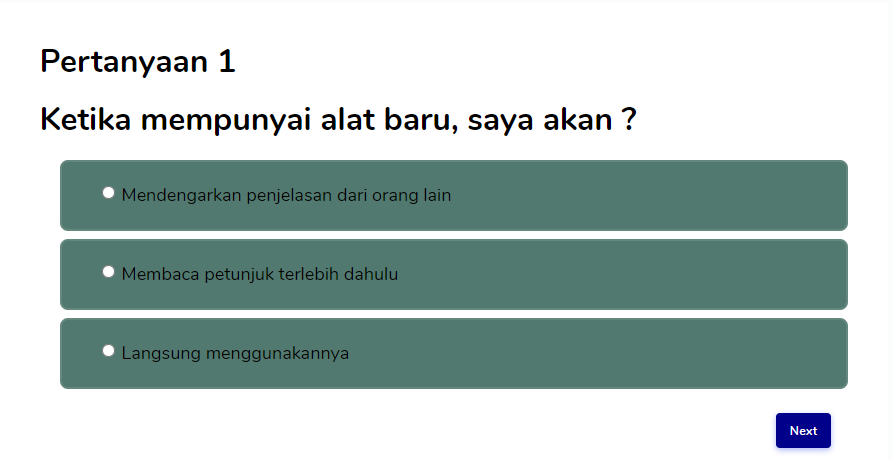 Pertanyaan 1
Ketika mempunyai alat baru, saya akan ?
Mendengarkan penjelasan dari orang lain
Membaca petunjuk terlebih dahulu
Langsung menggunakannya
Next